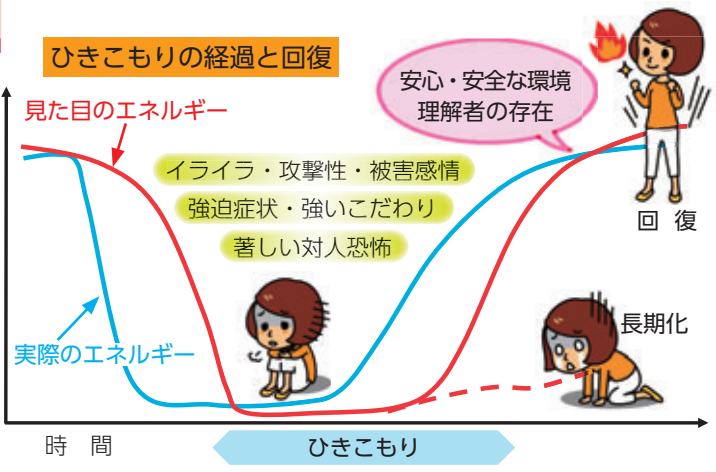 ひきこもりの経過と回復
見た目のエネルギー
安心・安全な環境
理解者の存在
イライラ・攻撃性・被害感情
強迫症状・強いこだわり
著しい対人恐怖
回 復
長期化
実際のエネルギー
時 間
ひきこもり